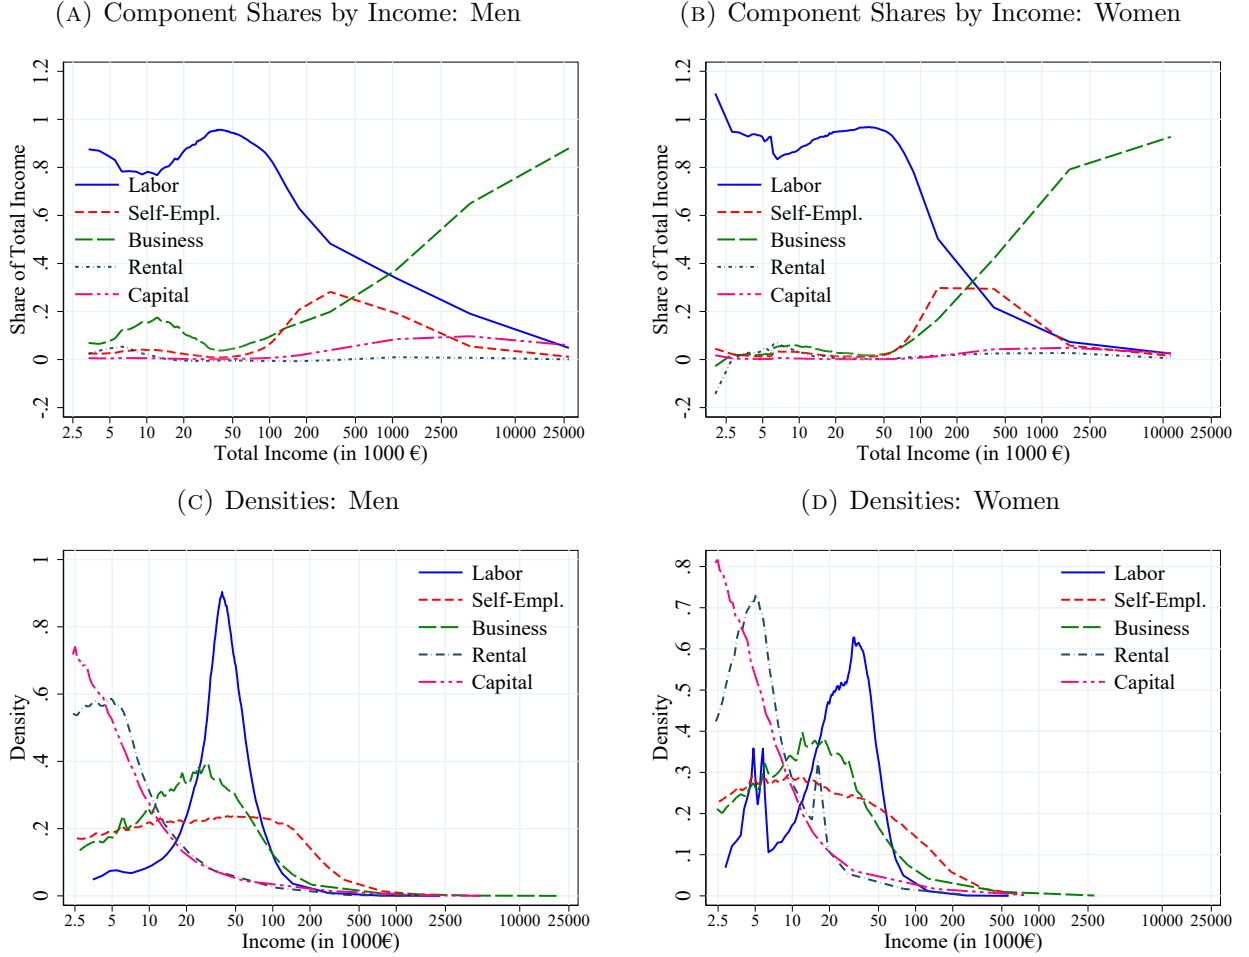 (A) Component Shares by Income: Men
Share of Total Income
1.2
1
.8
.6
.4
.2
0
-.2
Labor
Self-Empl.
Business
Rental
Capital
2.5 5 10 20 50 100 200 500 1000 2500 10000 25000
Total Income (in 1000 €)
(B) Component Shares by Income: Women
Share of Total Income
1.2
1
.8
.6
.4
.2
0
-.2
Labor
Self-Empl.
Business
Rental
Capital
2.5 5 10 20 50 100 200 500 1000 2500 10000 25000
Total Income (in 1000 €)
(C) Densities: Men
Density
1
.8
.6
.4
.2
0
Labor
Self-Empl.
Business
Rental
Capital
2.5 5 10 20 50 100 200 500 1000 2500 10000 25000
Income (in 1000€)
(D) Densities: Women
Density
.8
.7
.6
.5
.4
.3
.2
.1
0
Labor
Self-Empl.
Business
Rental
Capital
2.5 5 10 20 50 100 200 500 1000 2500 10000 25000
Income (in 1000€)